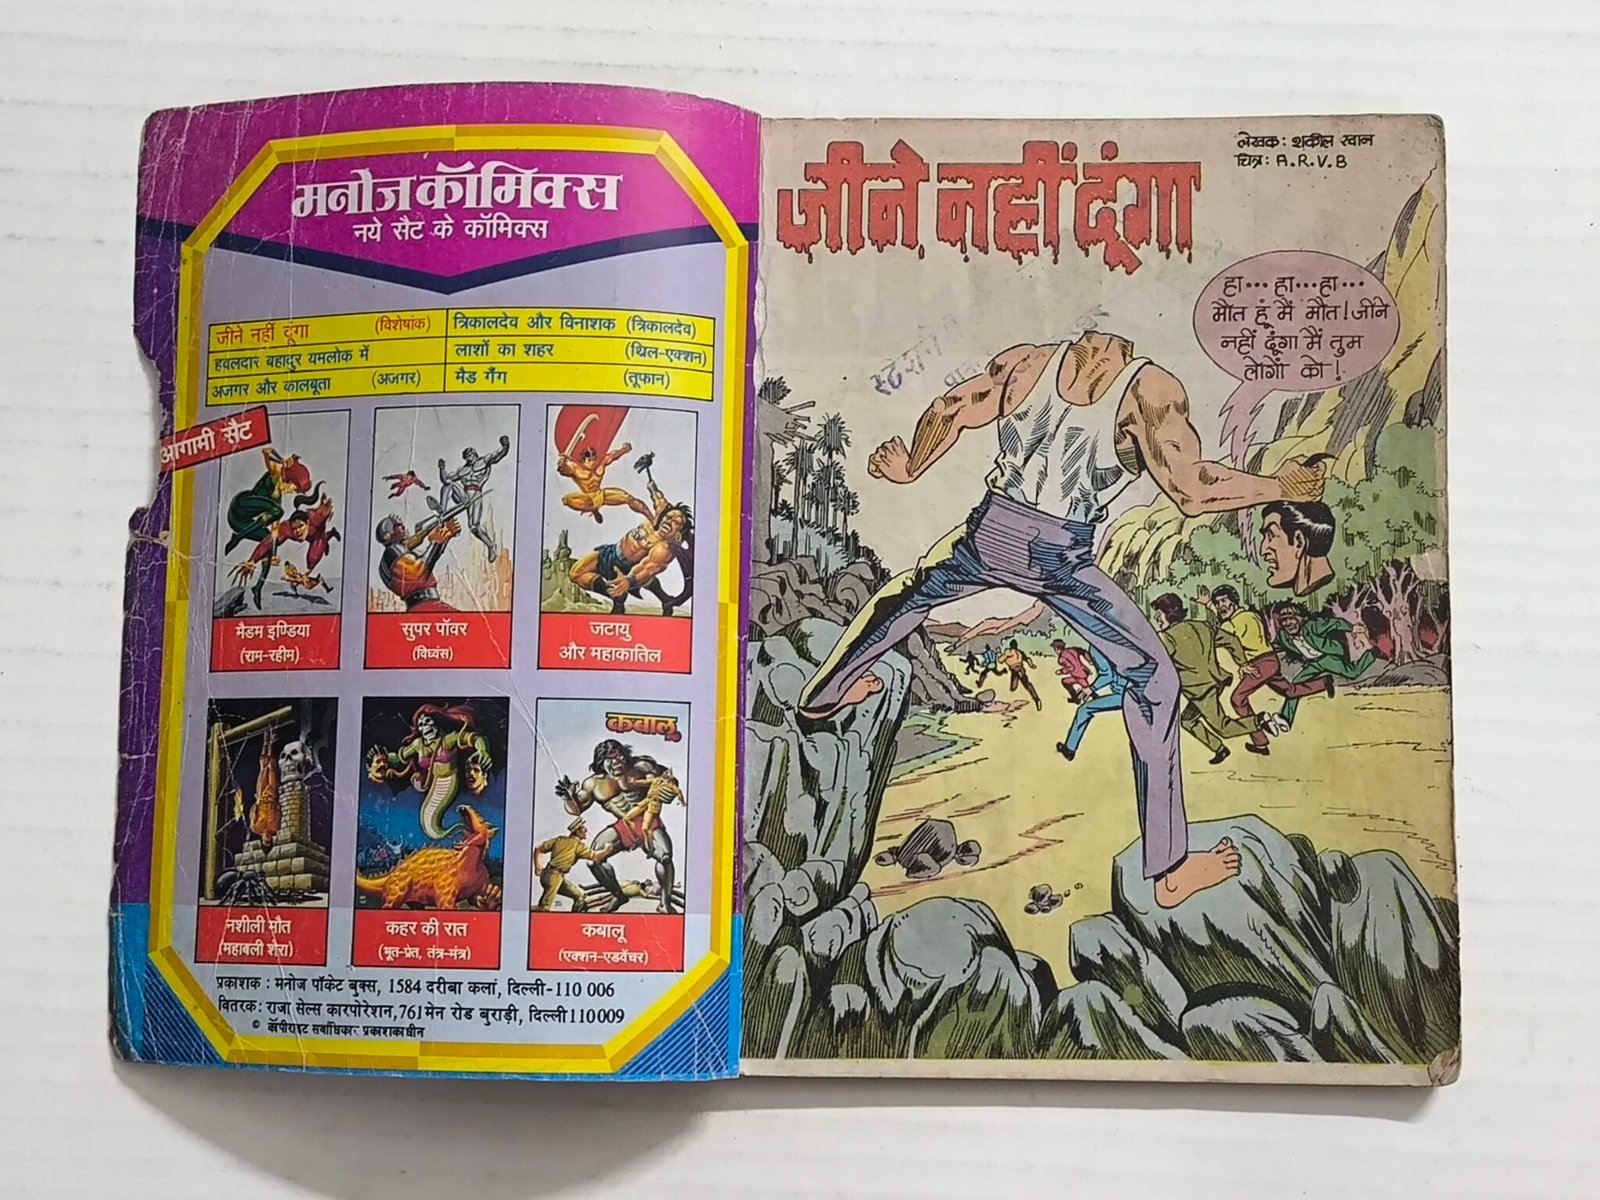 मनोज कॉमिक्स
नये सैट के कॉमिक्स
जीने नहीं दूंगा (विशेषांक)
त्रिकालदेव और विनाशक (त्रिकालदेव)
हवलदार बहादुर यमलोक में
लाशों का शहर (थ्रिल-एक्शन)
अजगर और कालबूता (अजगर)
मैड गैंग (तूफान)
आगामी सैट
मैडम इण्डिया
(राम-रहीम)
सुपर पॉवर
(विध्वंस)
जटायु
और महाकातिल
कबालू
नशीली मौत
(महाबली शेरा)
कहर की रात
(भूत-प्रेत, तंत्र-मंत्र)
कबालू
(एक्शन-एडवेंचर)
प्रकाशक : मनोज पॉकेट बुक्स, 1584 दरीबा कलां, दिल्ली-110 006
वितरक: राजा सेल्स कारपोरेशन, 761 मेन रोड बुराड़ी, दिल्ली 110009
© कॅापीराइट सर्वाधिकार: प्रकाशकाधीन
जीने नहीं दूंगा
लेखक: शकील खान
चित्र: A.R.V.B
हा... हा...हा...
मौत हूं मैं मौत! जीने
नहीं दूंगा मैं तुम
लोगों को!